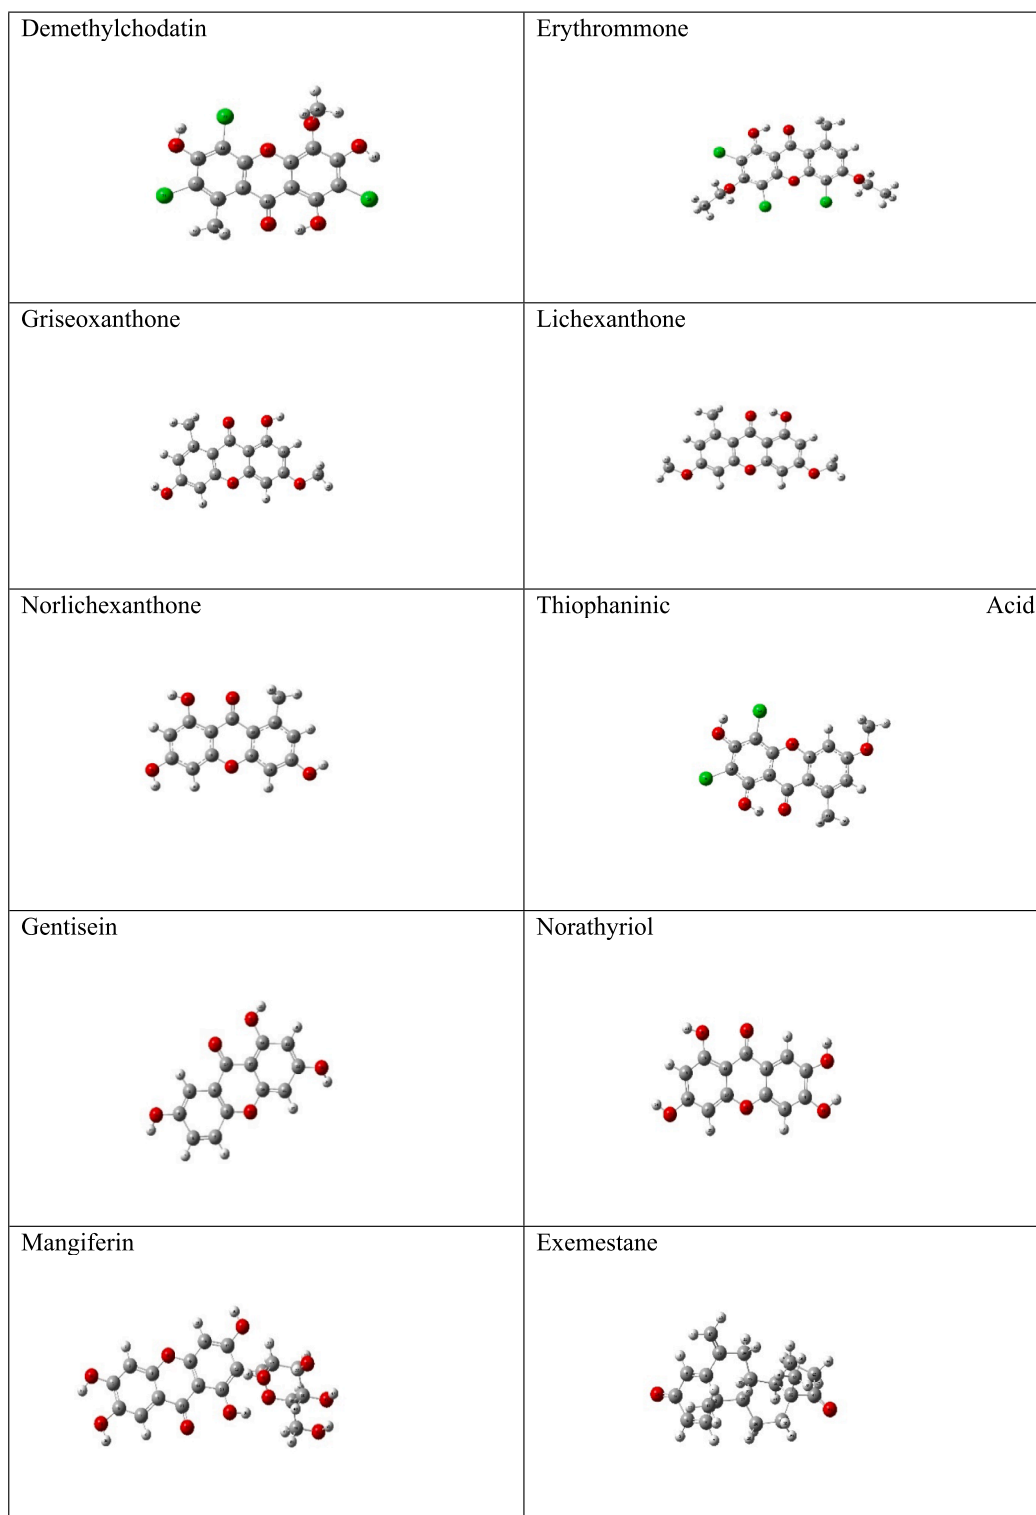 Demethylchodatin
Erythrommone
Griseoxanthone
Lichexanthone
Norlichexanthone
Thiophaninic Acid
Gentisein
Norathyriol
Mangiferin
Exemestane